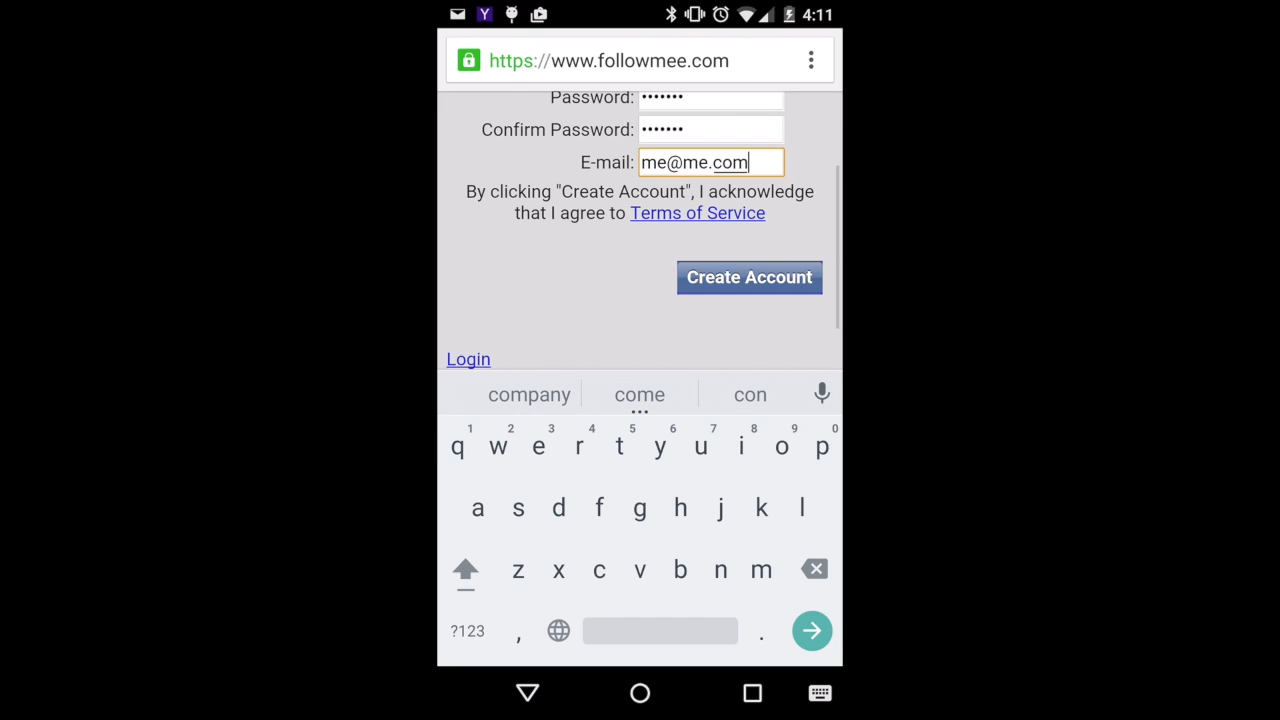 4:11
https://www.followmee.com
Password: •••••••
Confirm Password: •••••••
E-mail: me@me.com
By clicking "Create Account", I acknowledge
that I agree to Terms of Service
Create Account
Login
company come con
1 2 3 4 5 6 7 8 9 0
q w e r t y u i o p
a s d f g h j k l
z x c v b n m
?123 , .